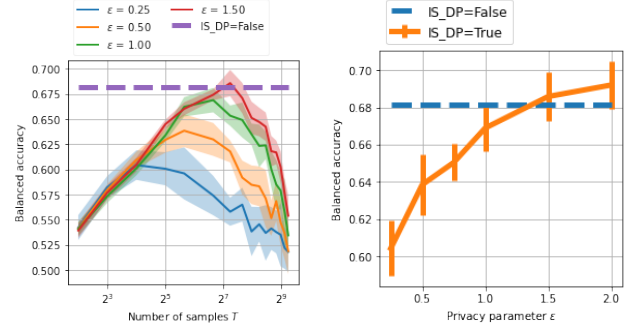 ε = 0.25
ε = 0.50
ε = 1.00
ε = 1.50
IS_DP=False
0.700
0.675
0.650
0.625
0.600
0.575
0.550
0.525
0.500
Balanced accuracy
2³ 2⁵ 2⁷ 2⁹
Number of samples T
IS_DP=False
IS_DP=True
0.70
0.68
0.66
0.64
0.62
0.60
Balanced accuracy
0.5 1.0 1.5 2.0
Privacy parameter ε